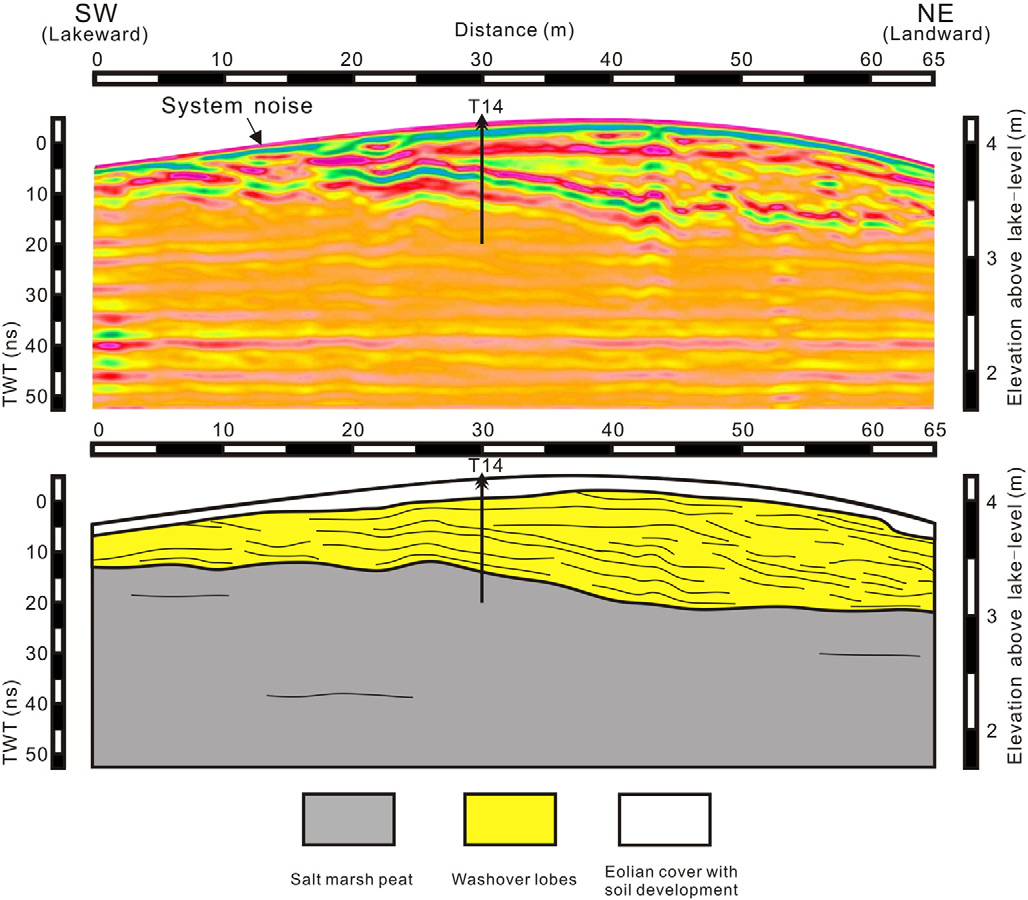 SW
(Lakeward)
Distance (m)
NE
(Landward)
0 10 20 30 40 50 60 65
System noise
T14
TWT (ns)
0
10
20
30
40
50
Elevation above lake-level (m)
4
3
2
0 10 20 30 40 50 60 65
T14
TWT (ns)
0
10
20
30
40
50
Elevation above lake-level (m)
4
3
2
Salt marsh peat
Washover lobes
Eolian cover with
soil development